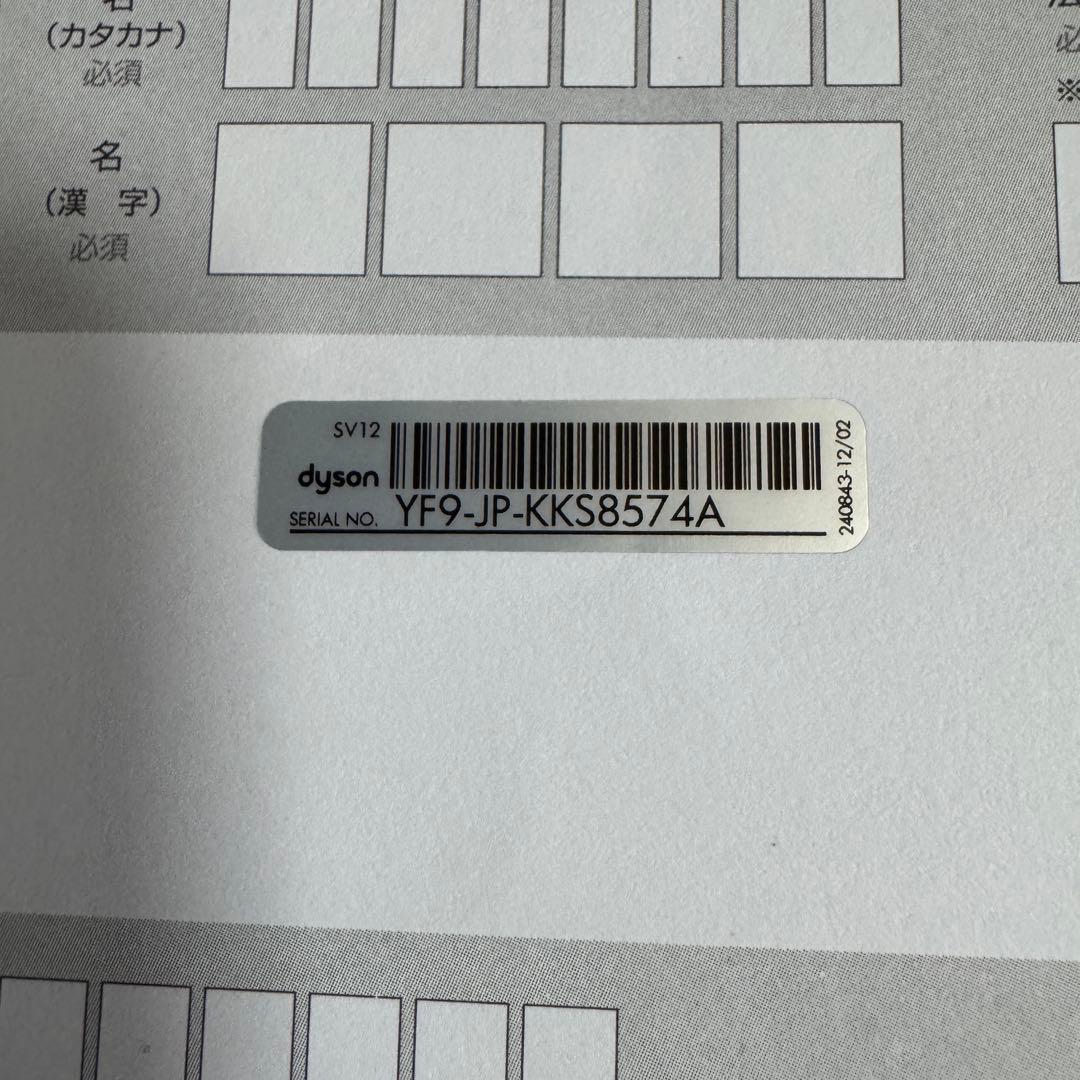 (カタカナ)
必須
※
名
(漢 字)
必須
SV12
dyson
SERIAL NO. YF9-JP-KKS8574A
240843-12/02